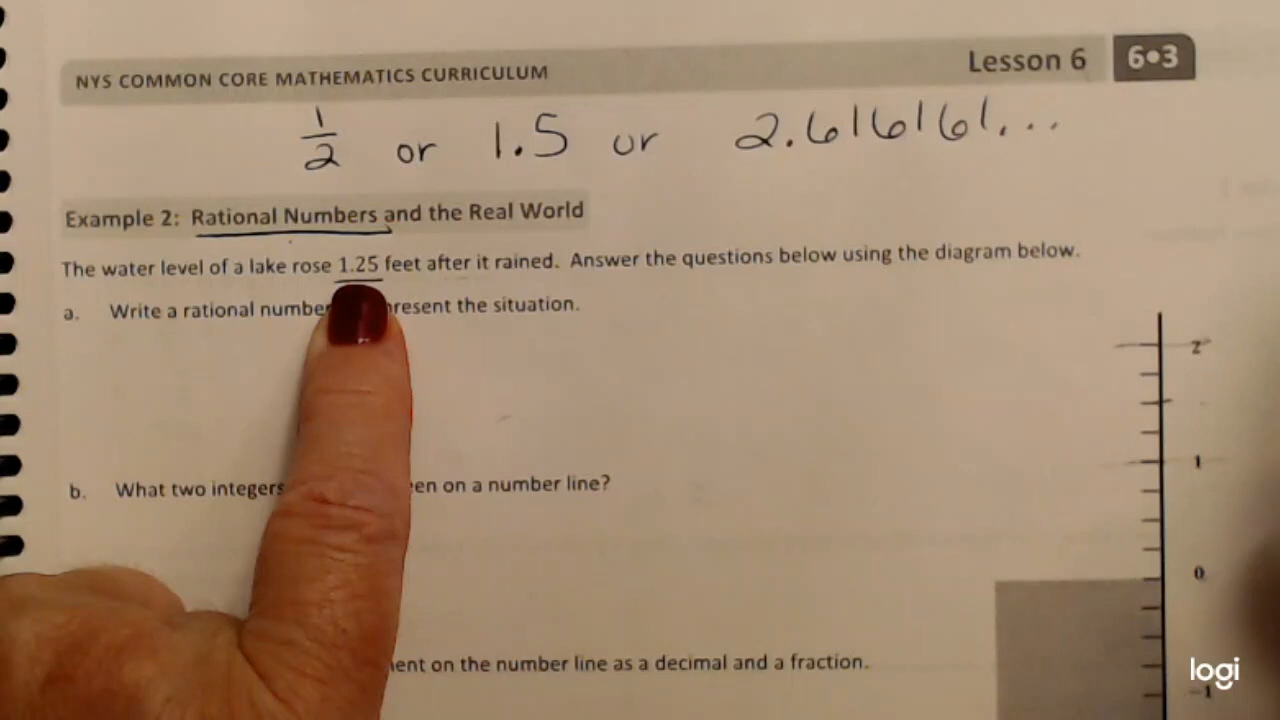 NYS COMMON CORE MATHEMATICS CURRICULUM Lesson 6 6•3
1/2 or 1.5 or 2.616161...
Example 2: Rational Numbers and the Real World
The water level of a lake rose 1.25 feet after it rained. Answer the questions below using the diagram below.
a. Write a rational number present the situation.
b. What two integers en on a number line?
ent on the number line as a decimal and a fraction.
2
1
0
-1
logi